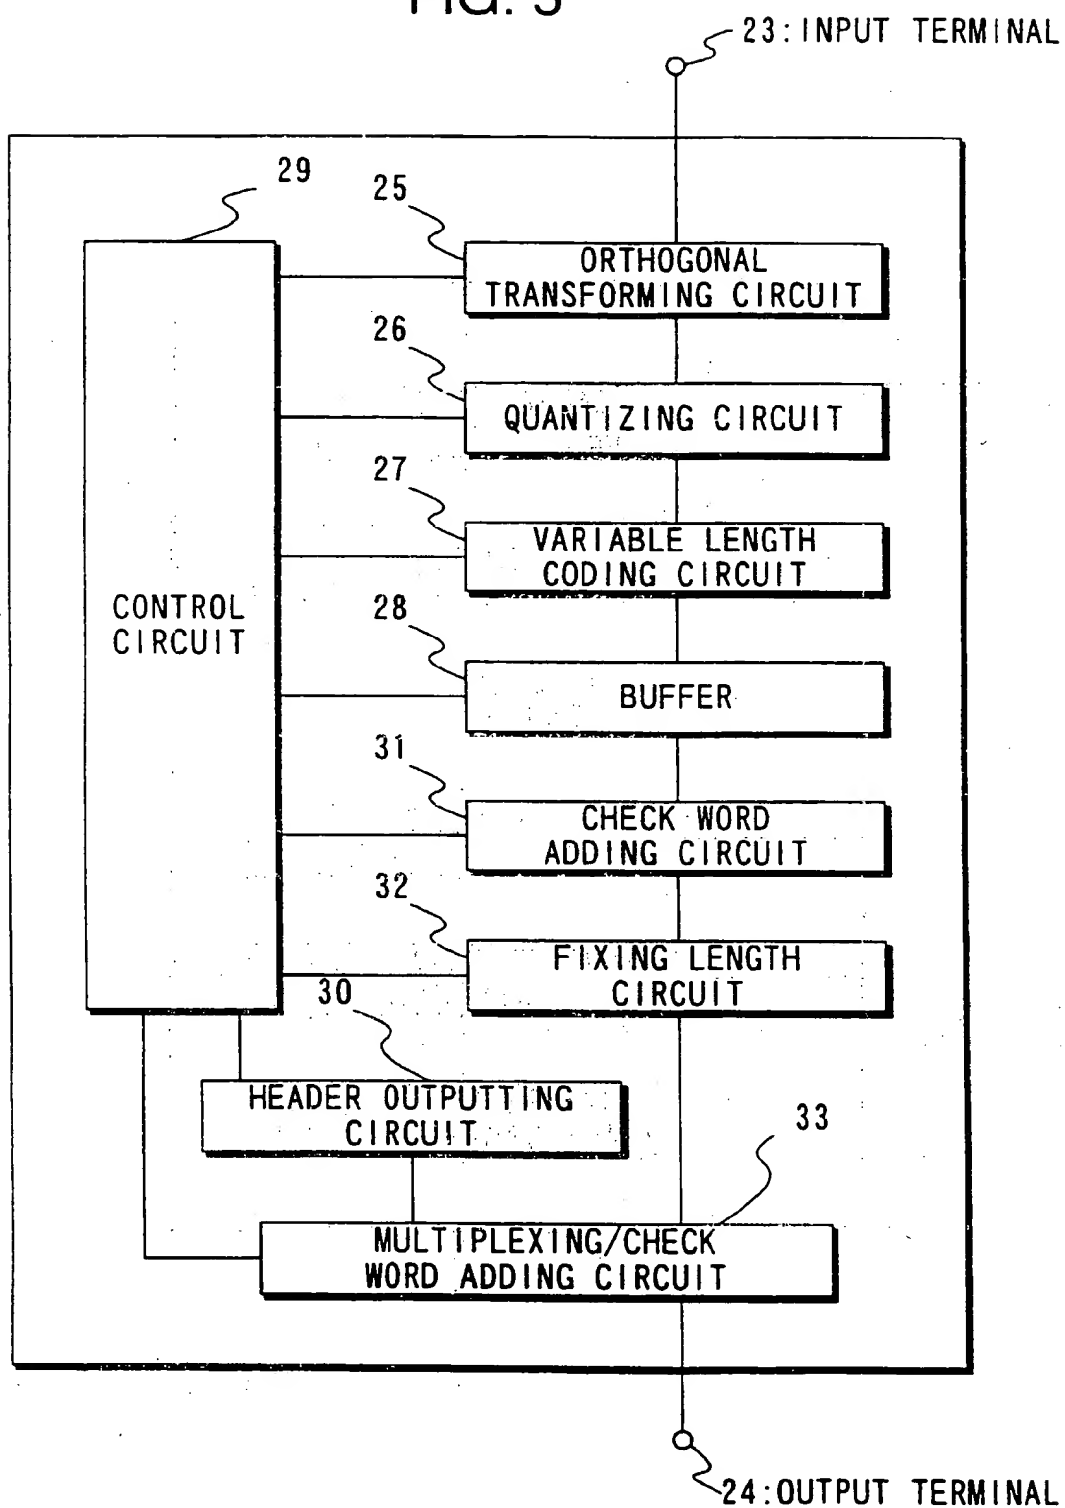 FIG. 3
23:INPUT TERMINAL
29
25
ORTHOGONAL
TRANSFORMING CIRCUIT
26
QUANTIZING CIRCUIT
27
VARIABLE LENGTH
CODING CIRCUIT
CONTROL
CIRCUIT
28
BUFFER
31
CHECK WORD
ADDING CIRCUIT
32
FIXING LENGTH
CIRCUIT
30
HEADER OUTPUTTING
CIRCUIT
33
MULTIPLEXING/CHECK
WORD ADDING CIRCUIT
24:OUTPUT TERMINAL